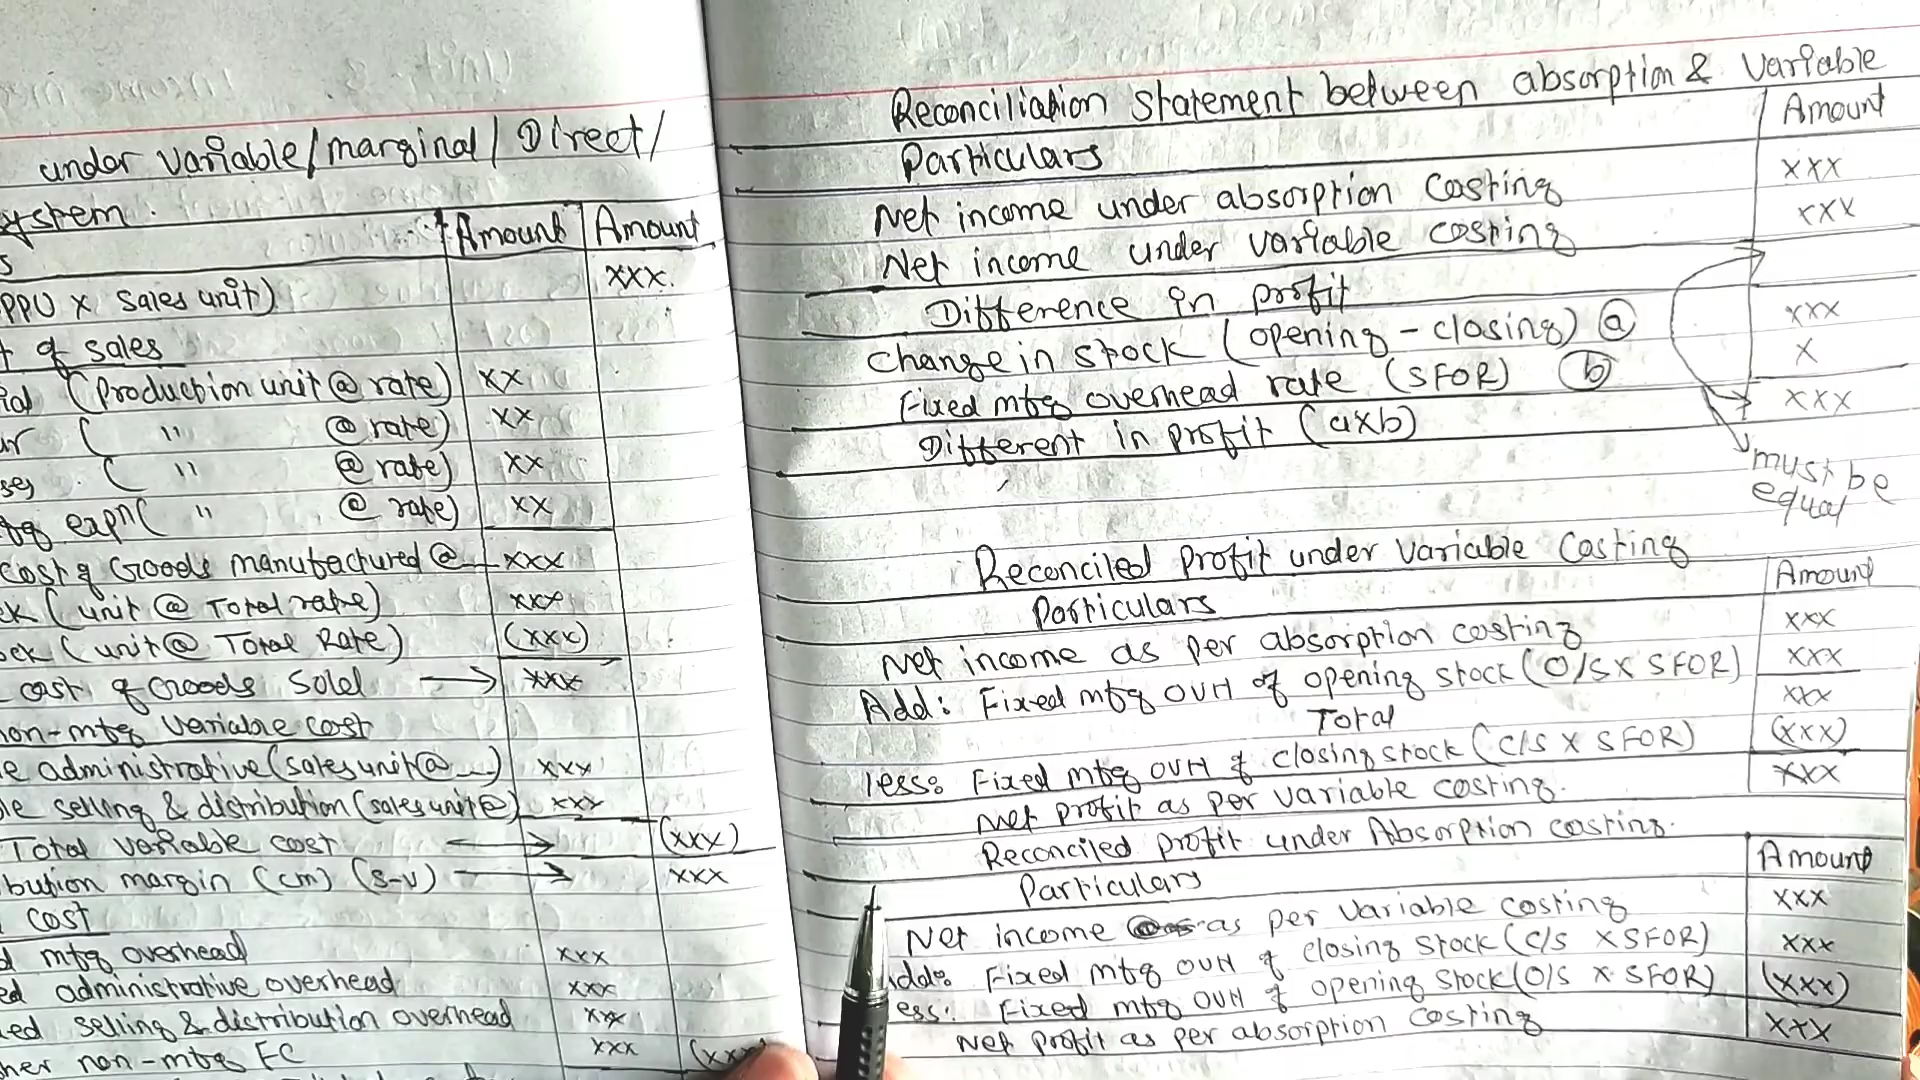 under variable/marginal/Direct/
ystem.
Amount Amount
s
PPU x sales unit) xxx.
t of sales
ial (Production unit @ rate) xx
ur ( " @ rate) xx
ses ( " @ rate) xx
fg expn ( " @ rate) xx
cost of Goods manufactured @ xxx
ck (unit @ Total rate) xxx
ock (unit @ Total Rate) (xxx)
cost of Goods Sold → xxx
non-mfg variable cost
e administrative (sales unit @ ...) xxx
le selling & distribution (sales unit @) xxx
Total variable cost → (xxx)
ibution margin (cm) (s-v) → xxx
cost
d mfg overhead xxx
ed administrative overhead xxx
ed selling & distribution overhead xxx
her non-mfg FC xxx (xxx)
Reconciliation statement between absorption & variable
Particulars Amount
Net income under absorption costing xxx
Net income under variable costing xxx
Difference in profit
change in stock (opening - closing) (a) xxx
Fixed mfg overhead rate (SFOR) (b) x
Different in profit (axb) xxx
must be
equal
Reconciled profit under variable costing
Particulars Amount
Net income as per absorption costing xxx
Add: Fixed mfg OVH of opening stock (O/S x SFOR) xxx
Total xxx
less: Fixed mfg OVH of closing stock (C/S x SFOR) (xxx)
Net profit as per variable costing. xxx
Reconciled profit under Absorption costing.
Particulars Amount
Net income as per variable costing xxx
Add: Fixed mfg OVH of closing stock (C/S x SFOR) xxx
ess: Fixed mfg OVH of opening stock (O/S x SFOR) (xxx)
Net profit as per absorption costing xxx